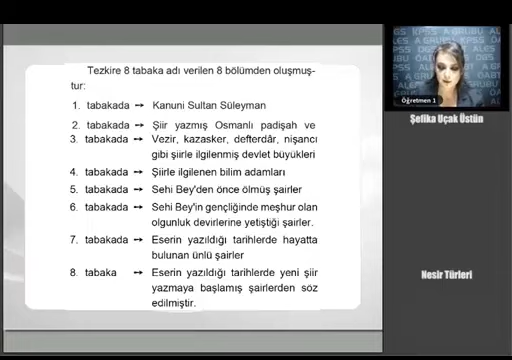 Tezkire 8 tabaka adı verilen 8 bölümden oluşmuş-
tur:
1. tabakada → Kanuni Sultan Süleyman
2. tabakada → Şiir yazmış Osmanlı padişah ve
3. tabakada → Vezir, kazasker, defterdâr, nişancı
gibi şiirle ilgilenmiş devlet büyükleri
4. tabakada → Şiirle ilgilenen bilim adamları
5. tabakada → Sehi Bey'den önce ölmüş şairler
6. tabakada → Sehi Bey'in gençliğinde meşhur olan
olgunluk devirlerine yetiştiği şairler.
7. tabakada → Eserin yazıldığı tarihlerde hayatta
bulunan ünlü şairler
8. tabaka → Eserin yazıldığı tarihlerde yeni şiir
yazmaya başlamış şairlerden söz
edilmiştir.
Öğretmen 1
Şefika Uçak Üstün
Nesir Türleri